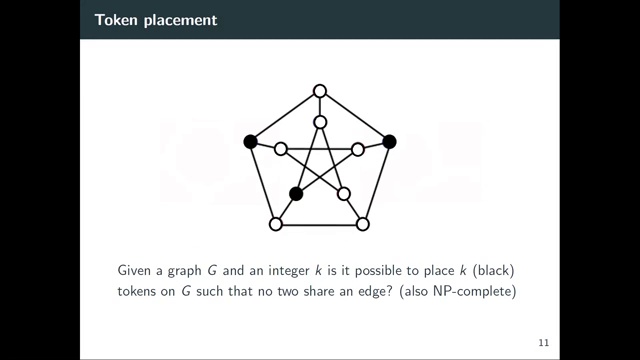 Token placement
Given a graph G and an integer k is it possible to place k (black)
tokens on G such that no two share an edge? (also NP-complete)
11